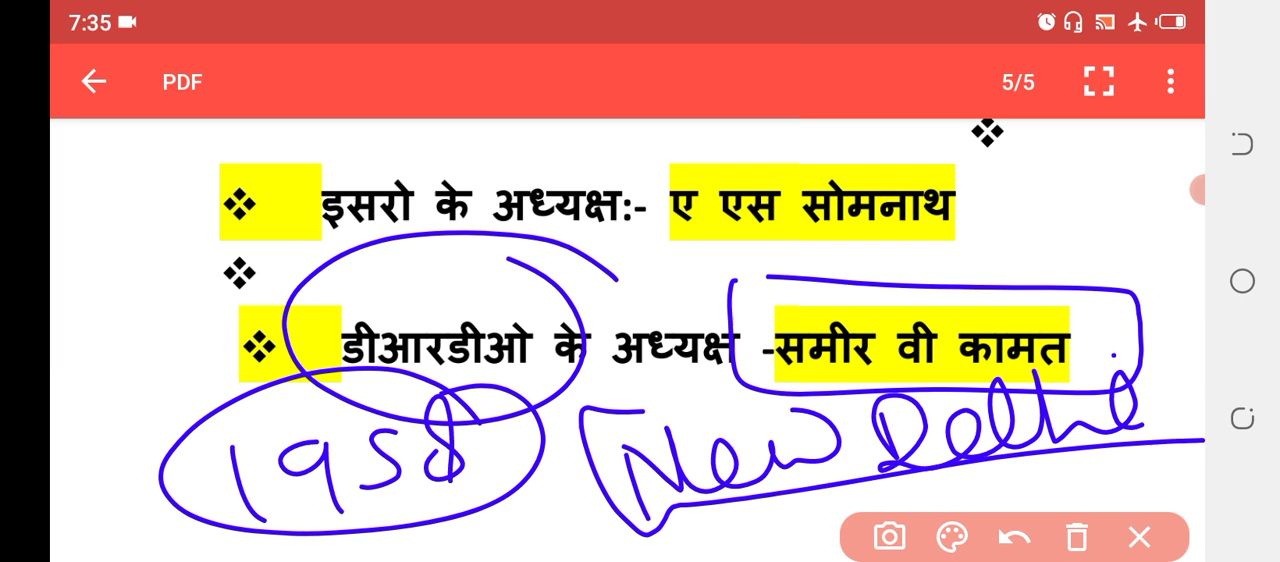 7:35
PDF 5/5
❖
❖ इसरो के अध्यक्ष:- ए एस सोमनाथ
❖
❖ डीआरडीओ के अध्यक्ष -समीर वी कामत
1958 New Delhi